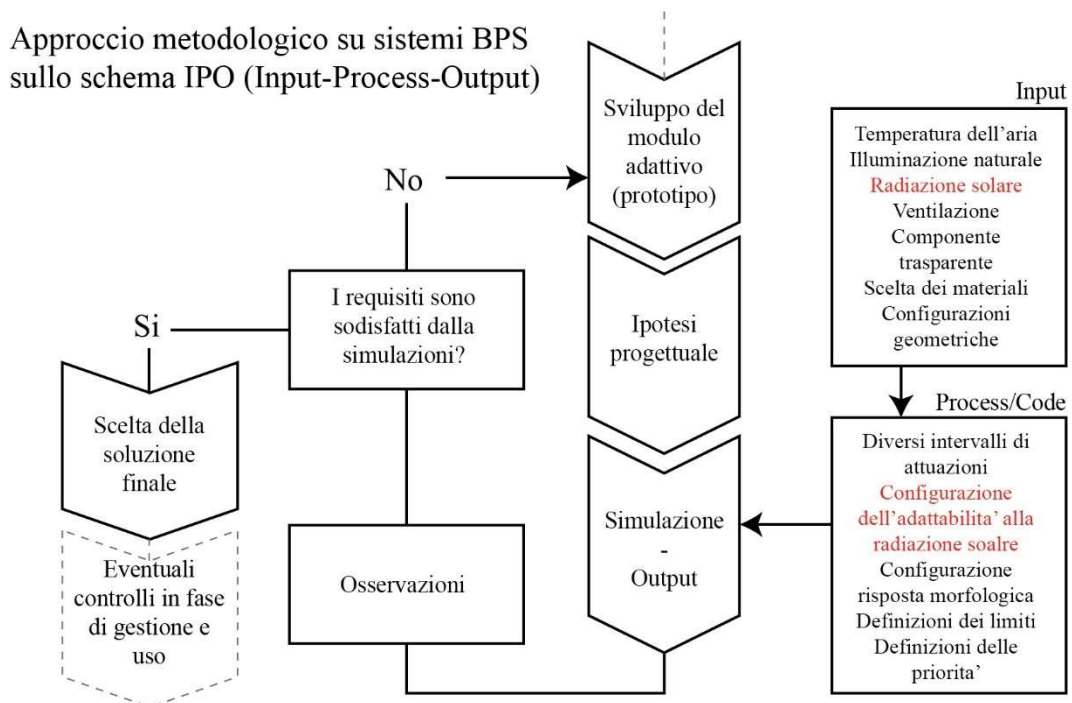 Approccio metodologico su sistemi BPS
sullo schema IPO (Input-Process-Output)
Sviluppo del
modulo
adattivo
(prototipo)
Ipotesi
progettuale
Simulazione
-
Output
Input
Temperatura dell’aria
Illuminazione naturale
Radiazione solare
Ventilazione
Componente
trasparente
Scelta dei materiali
Configurazioni
geometriche
Process/Code
Diversi intervalli di
attuazioni
Configurazione
dell’adattabilita’ alla
radiazione soalre
Configurazione
risposta morfologica
Definizioni dei limiti
Definizioni delle
priorita’
Osservazioni
I requisiti sono
sodisfatti dalla
simulazioni?
No
Si
Scelta della
soluzione
finale
Eventuali
controlli in fase
di gestione e
uso